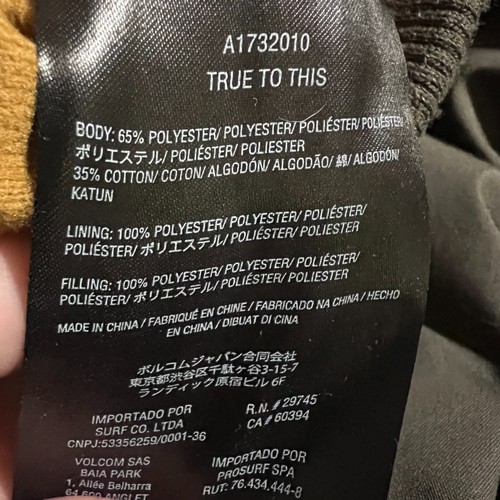 A1732010
TRUE TO THIS
BODY: 65% POLYESTER/ POLYESTER/ POLIÉSTER/ POLIÉSTER/
ポリエステル/ POLIÉSTER/ POLIESTER
35% COTTON/ COTON/ ALGODÓN/ ALGODÃO/ 綿/ ALGODÓN/
KATUN
LINING: 100% POLYESTER/ POLYESTER/ POLIÉSTER/
POLIÉSTER/ ポリエステル/ POLIÉSTER/ POLIESTER
FILLING: 100% POLYESTER/ POLYESTER/ POLIÉSTER/
POLIÉSTER/ ポリエステル/ POLIÉSTER/ POLIESTER
MADE IN CHINA / FABRIQUÉ EN CHINE / FABRICADO NA CHINA / HECHO
EN CHINA / DIBUAT DI CINA
ボルコムジャパン合同会社
東京都渋谷区千駄ヶ谷3-15-7
ランディック原宿ビル 6F
IMPORTADO POR
SURF CO. LTDA
CNPJ:53356259/0001-36
R.N.# 29745
CA# 60394
VOLCOM SAS
BAIA PARK
1, Allée Belharra
64 600 ANGLET
IMPORTADO POR
PROSURF SPA
RUT: 76.434.444-8